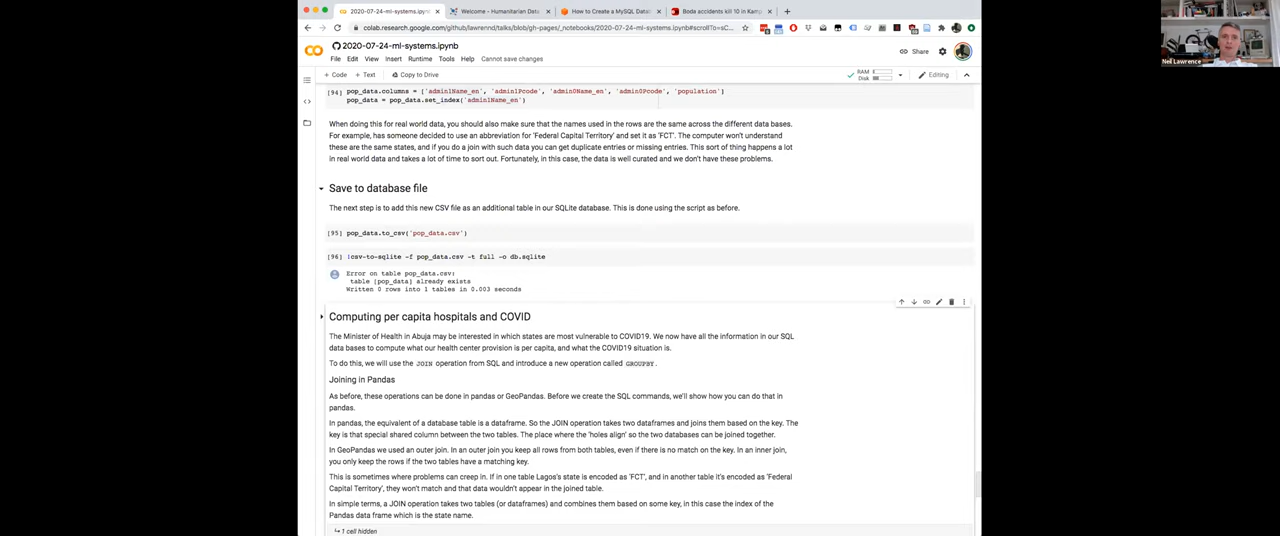 2020-07-24-ml-systems.ipynb
Welcome - Humanitarian Data
How to Create a MySQL Datab
Boda accidents kill 10 in Kamp
colab.research.google.com/github/lawrennd/talks/blob/gh-pages/_notebooks/2020-07-24-ml-systems.ipynb#scrollTo=sC...
2020-07-24-ml-systems.ipynb
Share
File Edit View Insert Runtime Tools Help Cannot save changes
+ Code + Text Copy to Drive
RAM
Disk
Editing
[94] pop_data.columns = ['admin1Name_en', 'admin1Pcode', 'admin0Name_en', 'admin0Pcode', 'population']
pop_data = pop_data.set_index('admin1Name_en')
When doing this for real world data, you should also make sure that the names used in the rows are the same across the different data bases.
For example, has someone decided to use an abbreviation for 'Federal Capital Territory' and set it as 'FCT'. The computer won't understand
these are the same states, and if you do a join with such data you can get duplicate entries or missing entries. This sort of thing happens a lot
in real world data and takes a lot of time to sort out. Fortunately, in this case, the data is well curated and we don't have these problems.
Save to database file
The next step is to add this new CSV file as an additional table in our SQLite database. This is done using the script as before.
[95] pop_data.to_csv('pop_data.csv')
[96] !csv-to-sqlite -f pop_data.csv -t full -o db.sqlite
Error on table pop_data.csv:
table [pop_data] already exists
Written 0 rows into 1 tables in 0.003 seconds
Computing per capita hospitals and COVID
The Minister of Health in Abuja may be interested in which states are most vulnerable to COVID19. We now have all the information in our SQL
data bases to compute what our health center provision is per capita, and what the COVID19 situation is.
To do this, we will use the JOIN operation from SQL and introduce a new operation called GROUPBY.
Joining in Pandas
As before, these operations can be done in pandas or GeoPandas. Before we create the SQL commands, we'll show how you can do that in
pandas.
In pandas, the equivalent of a database table is a dataframe. So the JOIN operation takes two dataframes and joins them based on the key. The
key is that special shared column between the two tables. The place where the 'holes align' so the two databases can be joined together.
In GeoPandas we used an outer join. In an outer join you keep all rows from both tables, even if there is no match on the key. In an inner join,
you only keep the rows if the two tables have a matching key.
This is sometimes where problems can creep in. If in one table Lagos's state is encoded as 'FCT', and in another table it's encoded as 'Federal
Capital Territory', they won't match and that data wouldn't appear in the joined table.
In simple terms, a JOIN operation takes two tables (or dataframes) and combines them based on some key, in this case the index of the
Pandas data frame which is the state name.
1 cell hidden
Neil Lawrence